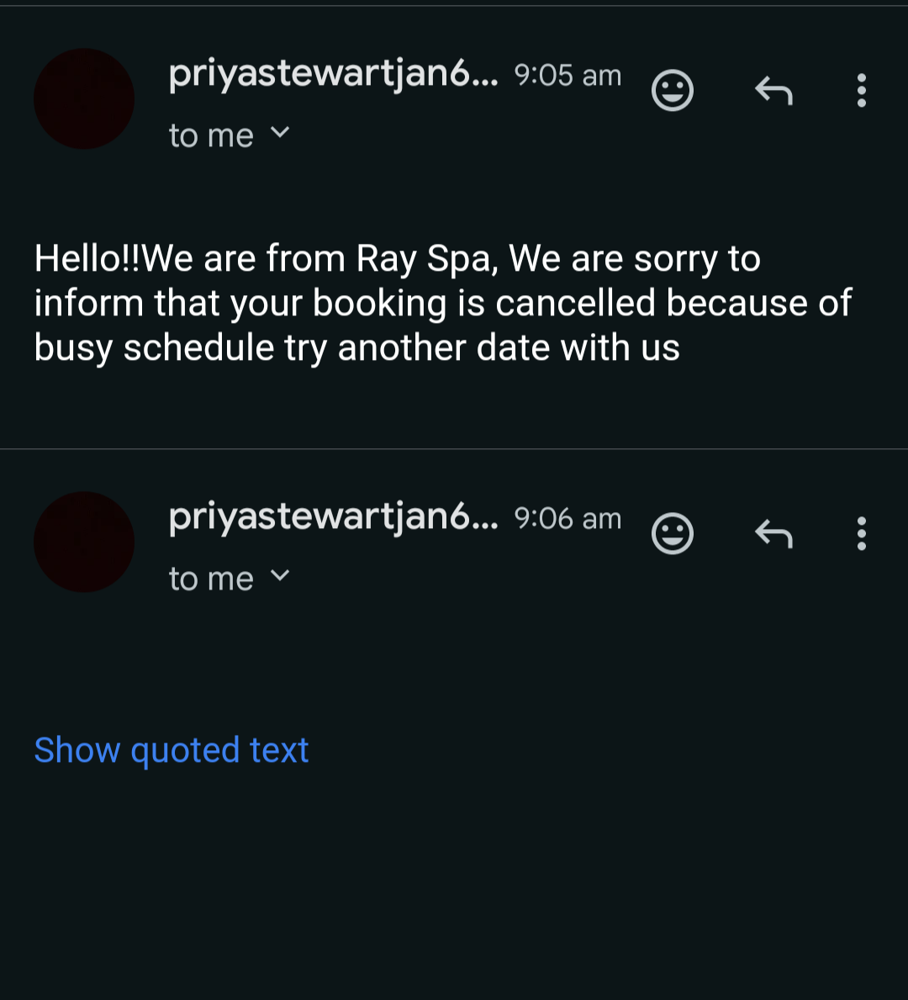 priyastewartjan6... 9:05 am
to me
Hello!!We are from Ray Spa, We are sorry to
inform that your booking is cancelled because of
busy schedule try another date with us
priyastewartjan6... 9:06 am
to me
Show quoted text